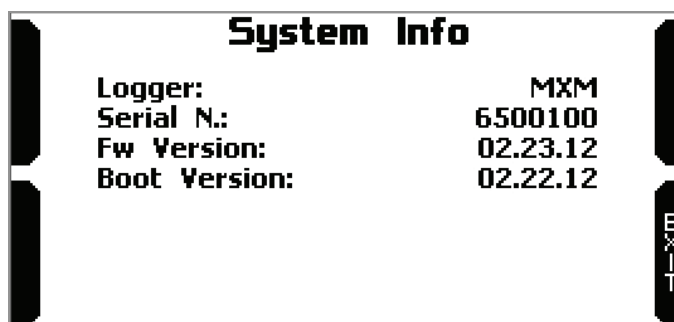 System Info
Logger: MXM
Serial N.: 6500100
Fw Version: 02.23.12
Boot Version: 02.22.12
EXIT